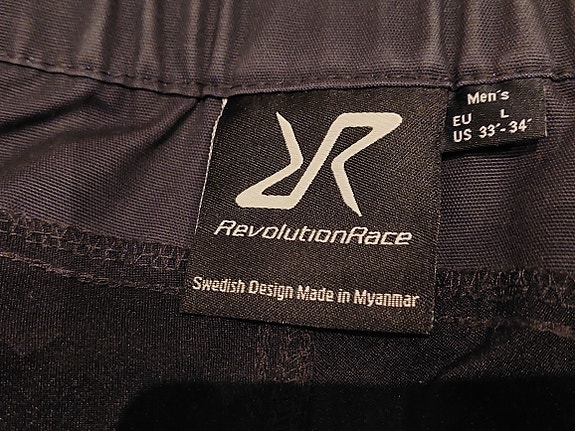 RevolutionRace
Swedish Design Made in Myanmar
Men's
EU L
US 33"-34"